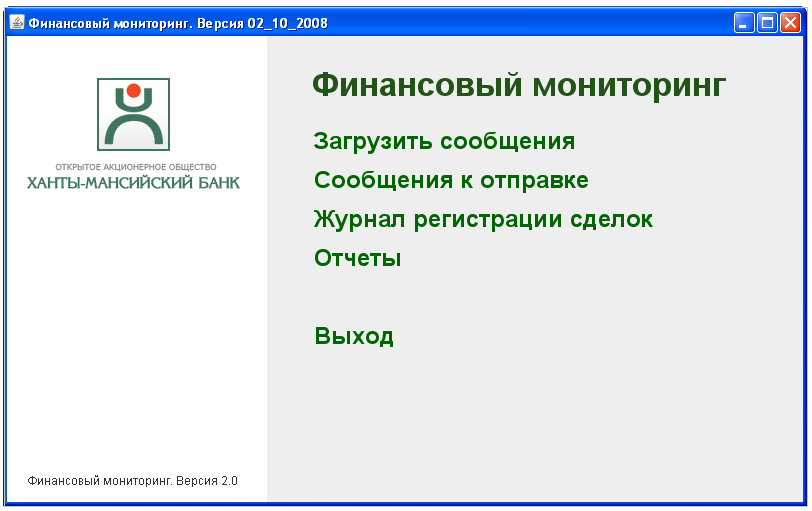 Финансовый мониторинг. Версия 02_10_2008
ОТКРЫТОЕ АКЦИОНЕРНОЕ ОБЩЕСТВО
ХАНТЫ-МАНСИЙСКИЙ БАНК
Финансовый мониторинг
Загрузить сообщения
Сообщения к отправке
Журнал регистрации сделок
Отчеты
Выход
Финансовый мониторинг. Версия 2.0